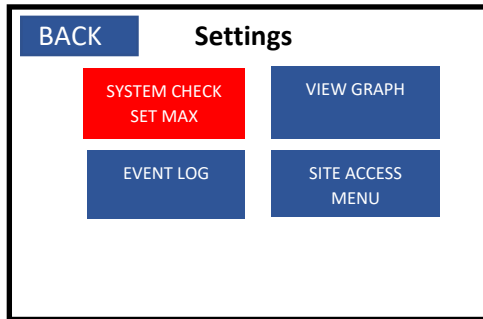 BACK
Settings
SYSTEM CHECK
SET MAX
VIEW GRAPH
EVENT LOG
SITE ACCESS
MENU